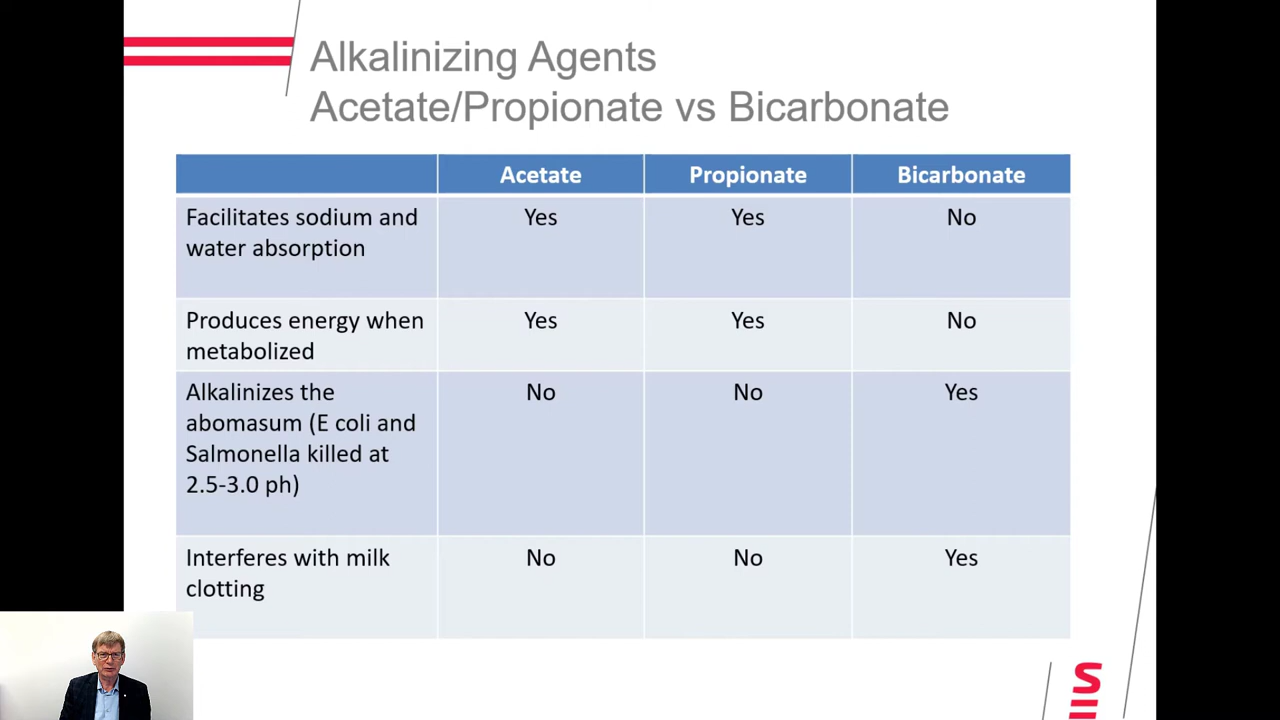 Alkalinizing Agents
Acetate/Propionate vs Bicarbonate
Acetate Propionate Bicarbonate
Facilitates sodium and Yes Yes No
water absorption
Produces energy when Yes Yes No
metabolized
Alkalinizes the No No Yes
abomasum (E coli and
Salmonella killed at
2.5-3.0 ph)
Interferes with milk No No Yes
clotting
S